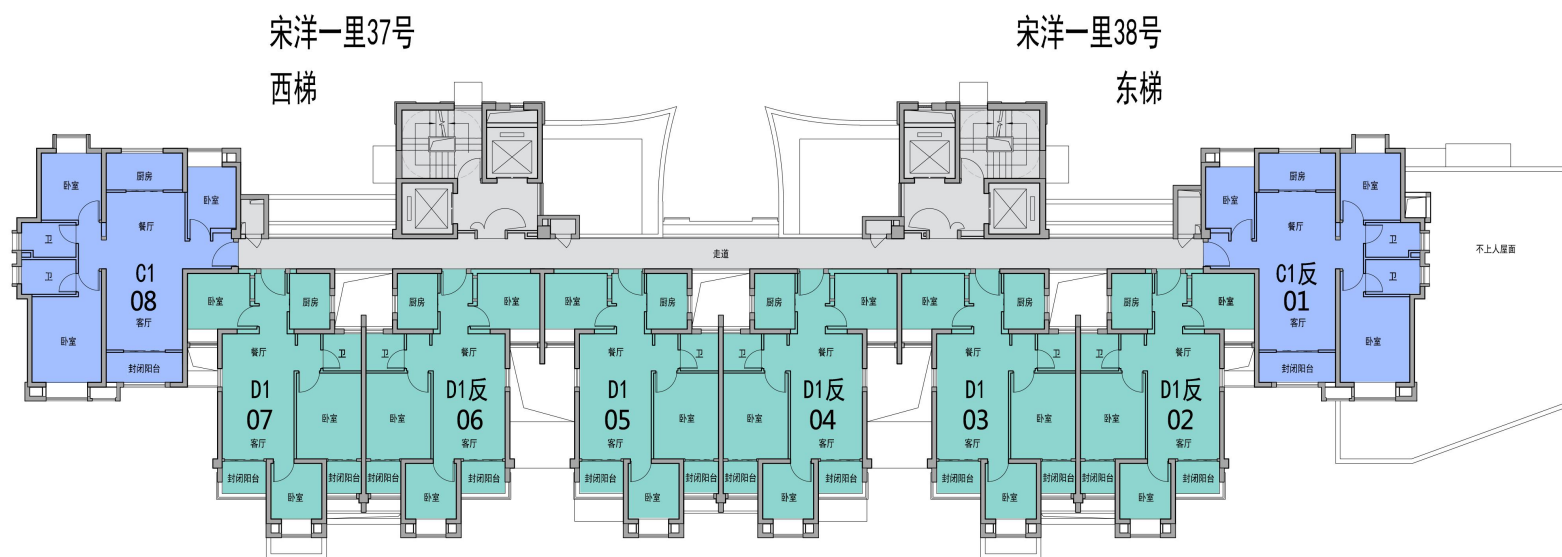 宋洋一里37号
西梯
宋洋一里38号
东梯
卧室
厨房
卧室
餐厅
卫
卫
C1
08
客厅
卧室
封闭阳台
走道
卧室
厨房
卧室
餐厅
卫
卫
C1反
01
客厅
卧室
封闭阳台
不上人屋面
卧室
厨房
餐厅
卫
D1
07
客厅
卧室
封闭阳台
卧室
封闭阳台
厨房
卧室
卫
餐厅
D1反
06
卧室
客厅
封闭阳台
卧室
封闭阳台
卧室
厨房
餐厅
卫
D1
05
客厅
卧室
封闭阳台
卧室
封闭阳台
厨房
卧室
卫
餐厅
D1反
04
卧室
客厅
封闭阳台
卧室
封闭阳台
卧室
厨房
餐厅
卫
D1
03
客厅
卧室
封闭阳台
卧室
封闭阳台
厨房
卧室
卫
餐厅
D1反
02
卧室
客厅
封闭阳台
卧室
封闭阳台